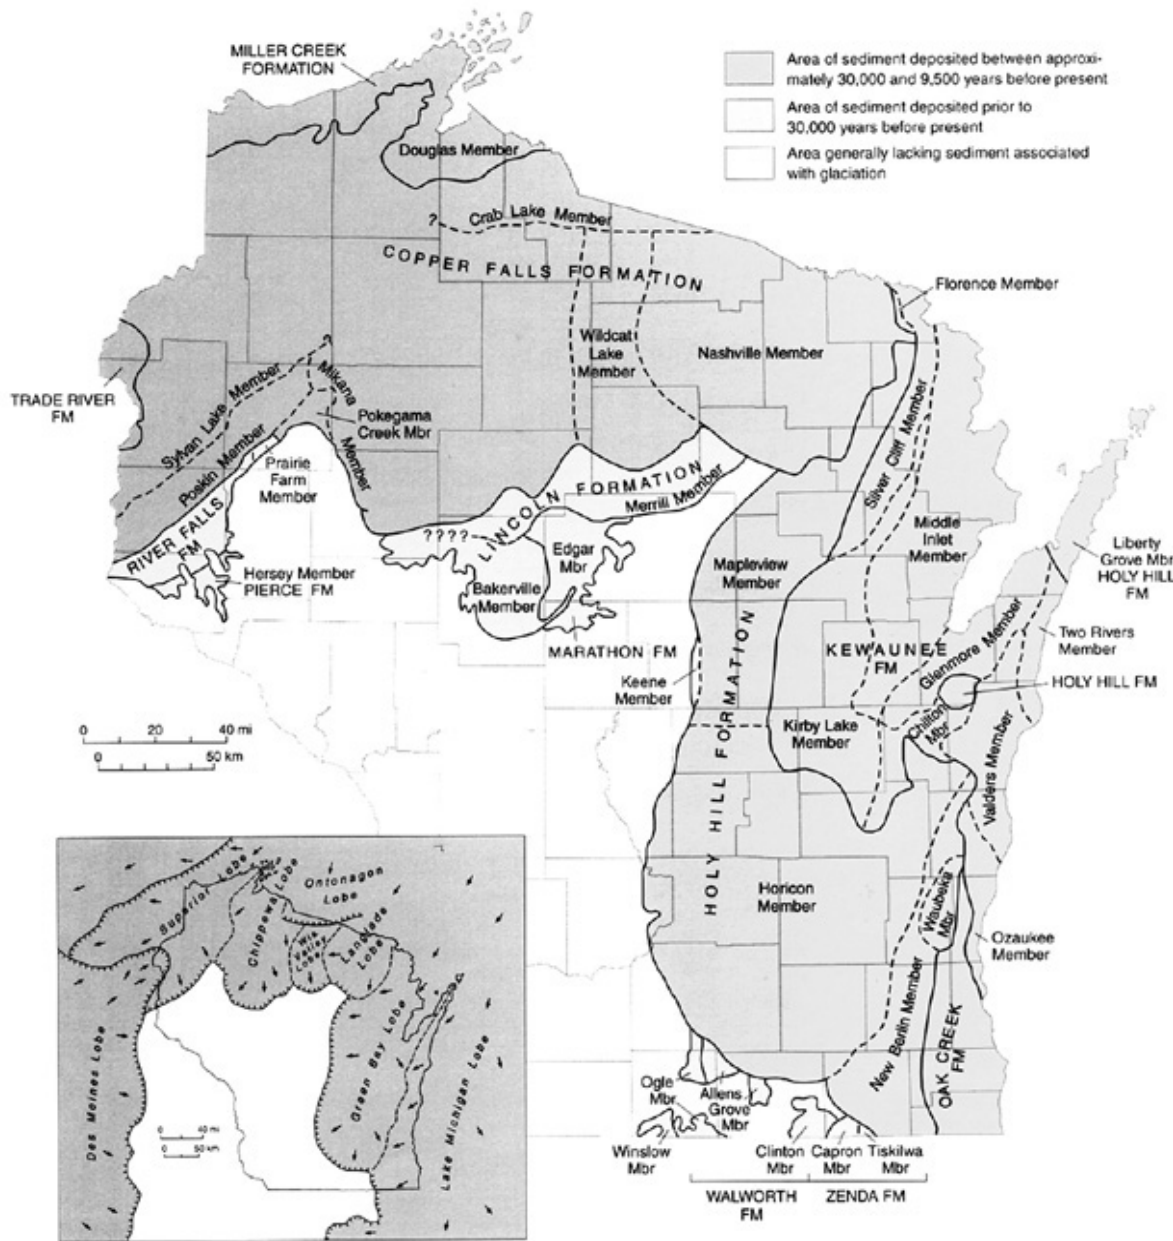 MILLER CREEK
FORMATION
Area of sediment deposited between approxi-
mately 30,000 and 9,500 years before present
Area of sediment deposited prior to
30,000 years before present
Area generally lacking sediment associated
with glaciation
Douglas Member
?
Crab Lake Member
COPPER FALLS FORMATION
Florence Member
Wildcat
Lake
Member
Nashville Member
TRADE RIVER
FM
Sylvan Lake Member
Mikana
Member
Pokegama
Creek Mbr
Poskin Member
Prairie
Farm
Member
RIVER FALLS
FM
Hersey Member
PIERCE FM
????
LINCOLN FORMATION
Merrill Member
Edgar
Mbr
Bakerville
Member
MARATHON FM
Silver Cliff Member
Middle
Inlet
Member
Mapleview
Member
Liberty
Grove Mbr
HOLY HILL
FM
Two Rivers
Member
KEWAUNEE
FM
Glenmore Member
HOLY HILL FM
Keene
Member
HOLY HILL FORMATION
Kirby Lake
Member
Chilton
Mbr
Valders Member
0 20 40 mi
0 50 km
Horicon
Member
Waubeka
Mbr
Ozaukee
Member
New Berlin Member
OAK CREEK
FM
Ogle
Mbr
Allens
Grove
Mbr
Winslow
Mbr
Clinton
Mbr
Capron
Mbr
Tiskilwa
Mbr
WALWORTH
FM
ZENDA FM
Superior Lobe
Chippewa Lobe
Ontonagon
Lobe
Wis
Valley
Lobe
Langlade
Lobe
Des Moines Lobe
Green Bay Lobe
Lake Michigan Lobe
0 40 mi
0 50 km